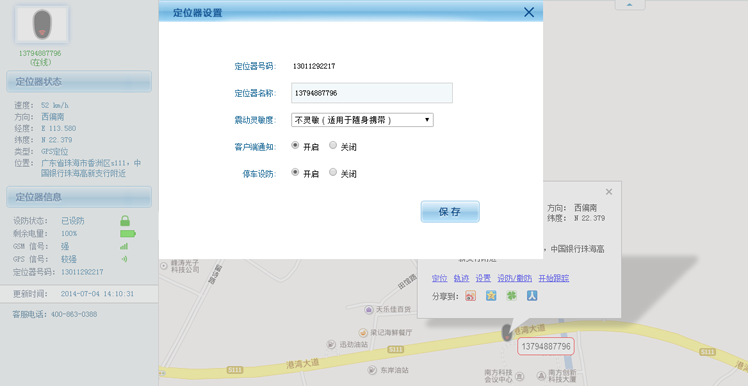 13794887796
(在线)
定位器状态
速度: 52 km/h
方向: 西偏南
经度: E 113.580
纬度: N 22.379
类型: GPS定位
位置: 广东省珠海市香洲区s111，中
国银行珠海高新支行附近
定位器信息
设防状态: 已设防
剩余电量: 100%
GSM 信号: 强
GPS 信号: 较强
定位器号码: 13011292217
更新时间: 2014-07-04 14:10:31
客服电话: 400-863-0388
定位器设置
定位器号码: 13011292217
定位器名称: 13794887796
震动灵敏度: 不灵敏 ( 适用于随身携带 )
客户端通知: 开启 关闭
停车设防: 开启 关闭
保 存
方向: 西偏南
纬度: N 22.379
，中国银行珠海高
新支行附近
定位 轨迹 设置 设防/撤防 开始跟踪
分享到:
13794887796
科技公司
天乐佳百货
梁记海鲜餐厅
迅劲油站
东岸油站
港湾大道
港湾大道
S111
S111
S111
南方科技
会议中心
南方创新
科技大厦